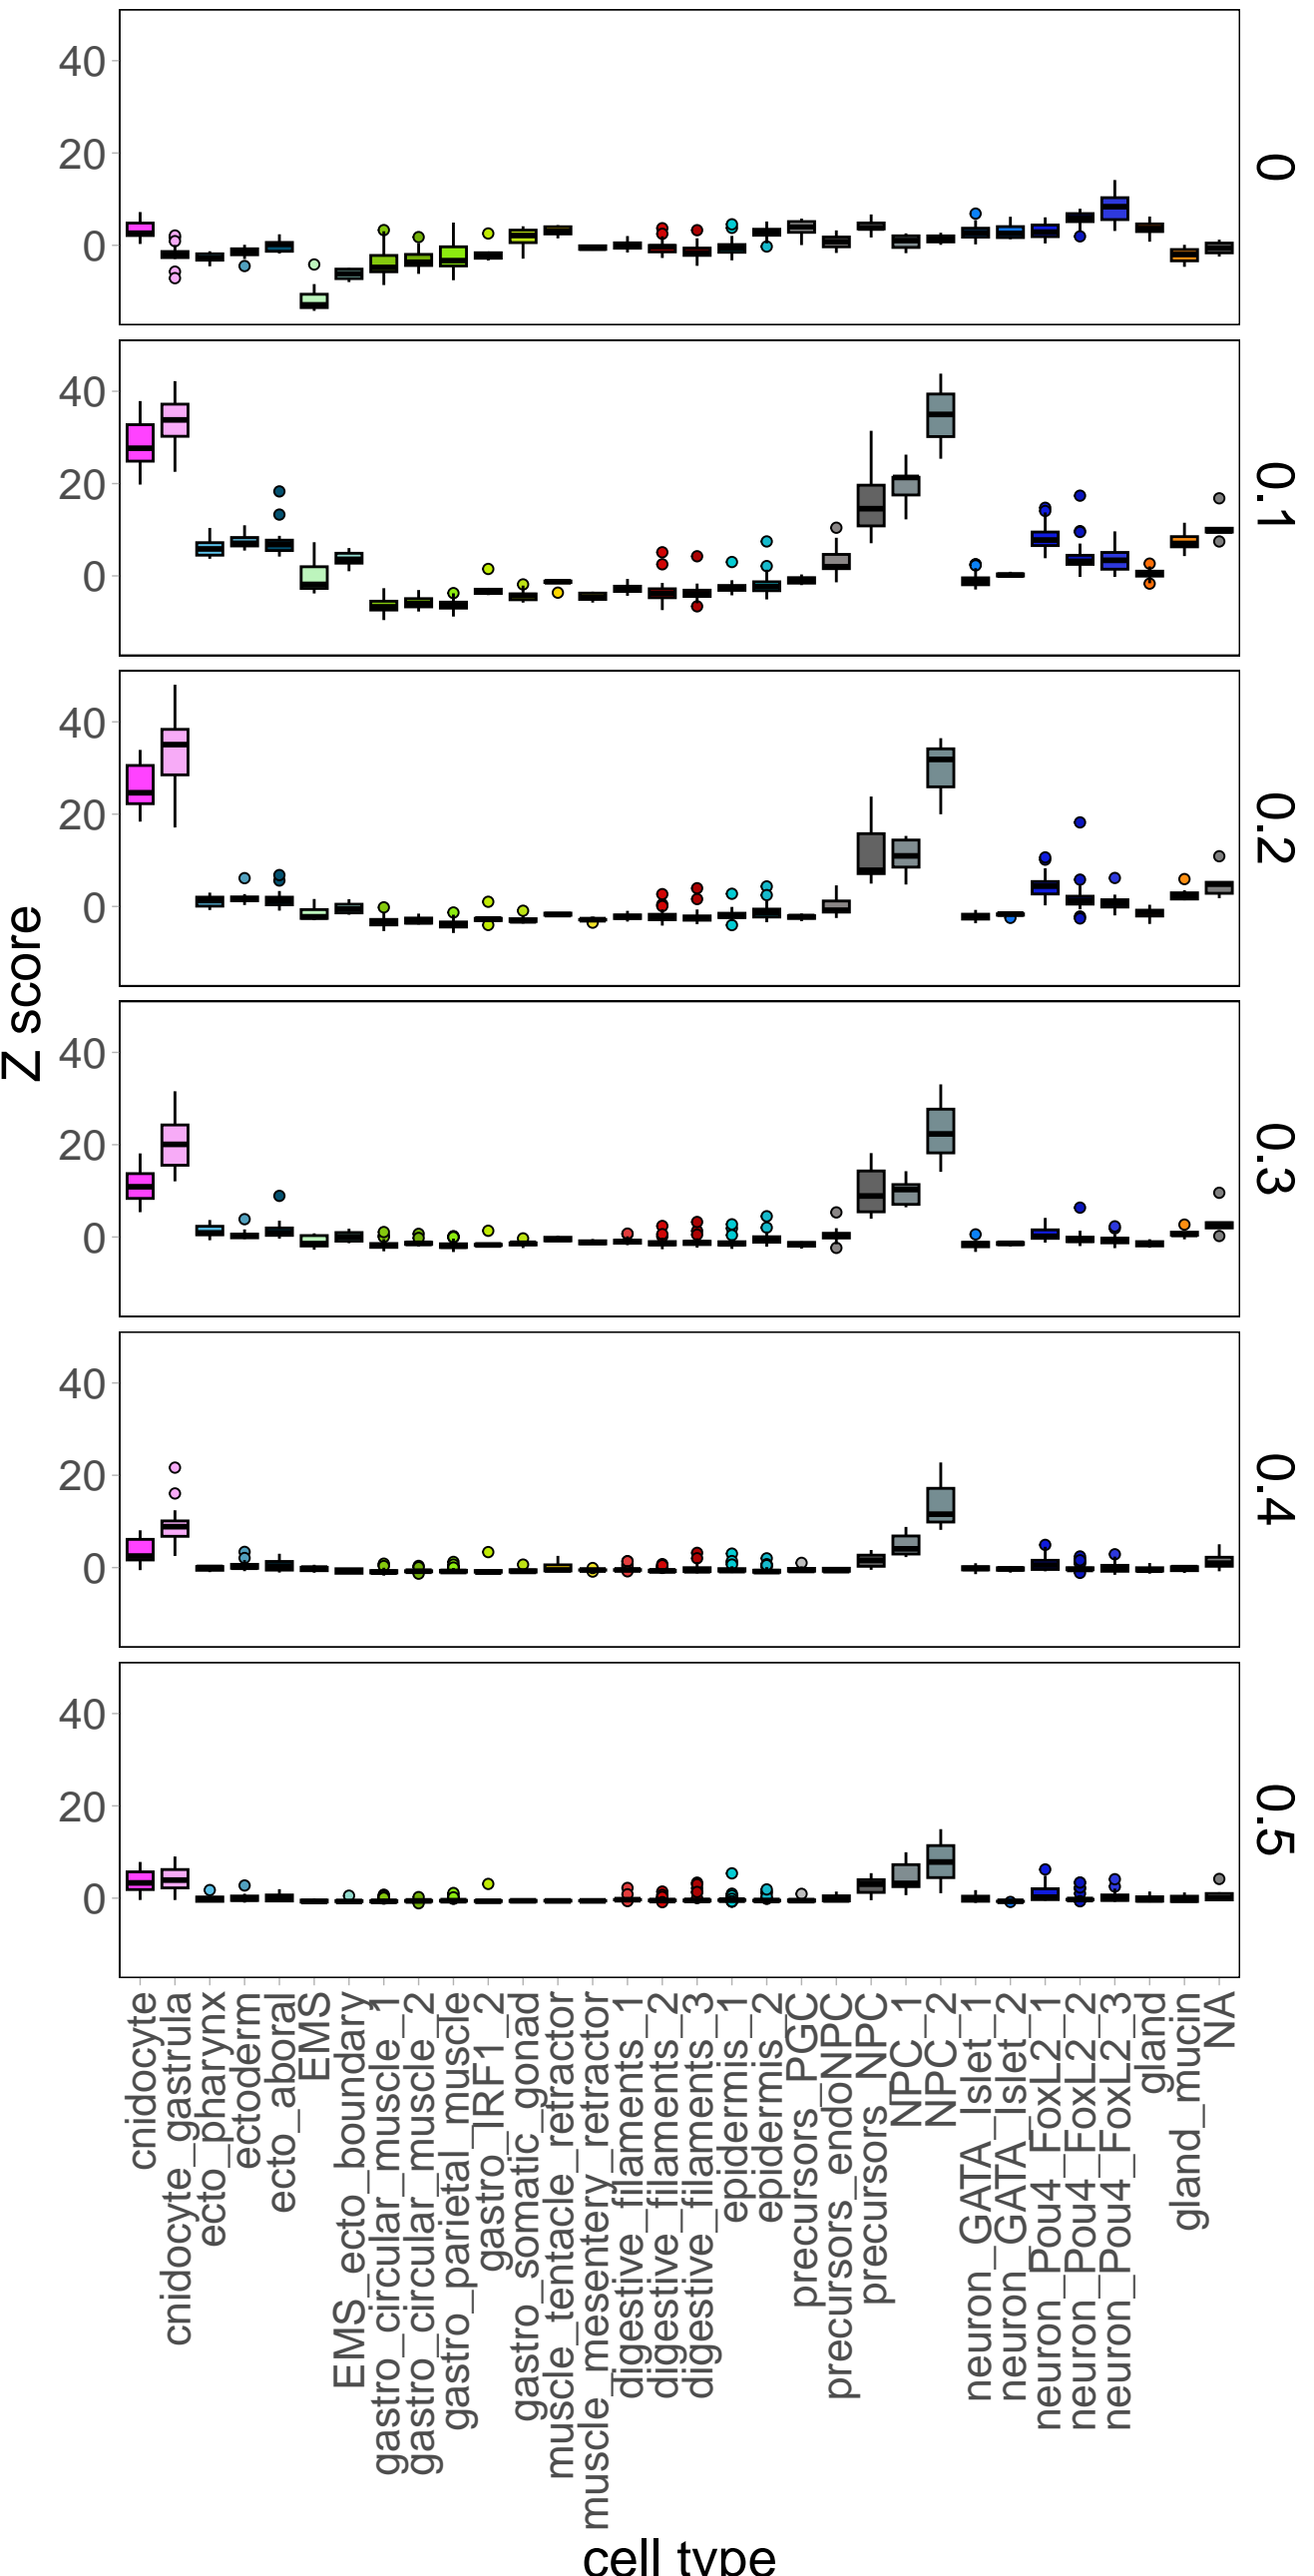 40
20
0
0
40
20
0
0.1
40
20
0
0.2
Z score
40
20
0
0.3
40
20
0
0.4
40
20
0
0.5
cnidocyte
cnidocyte_gastrula
ecto_pharynx
ectoderm
ecto_aboral
EMS
EMS_ecto_boundary
gastro_circular_muscle_1
gastro_circular_muscle_2
gastro_parietal_muscle
gastro_IRF1_2
gastro_somatic_gonad
muscle_tentacle_retractor
muscle_mesentery_retractor
digestive_filaments_1
digestive_filaments_2
digestive_filaments_3
epidermis_1
epidermis_2
precursors_PGC
precursors_endoNPC
precursors_NPC
NPC_1
NPC_2
neuron_GATA_Islet_1
neuron_GATA_Islet_2
neuron_Pou4_FoxL2_1
neuron_Pou4_FoxL2_2
neuron_Pou4_FoxL2_3
gland
gland_mucin
NA
cell type